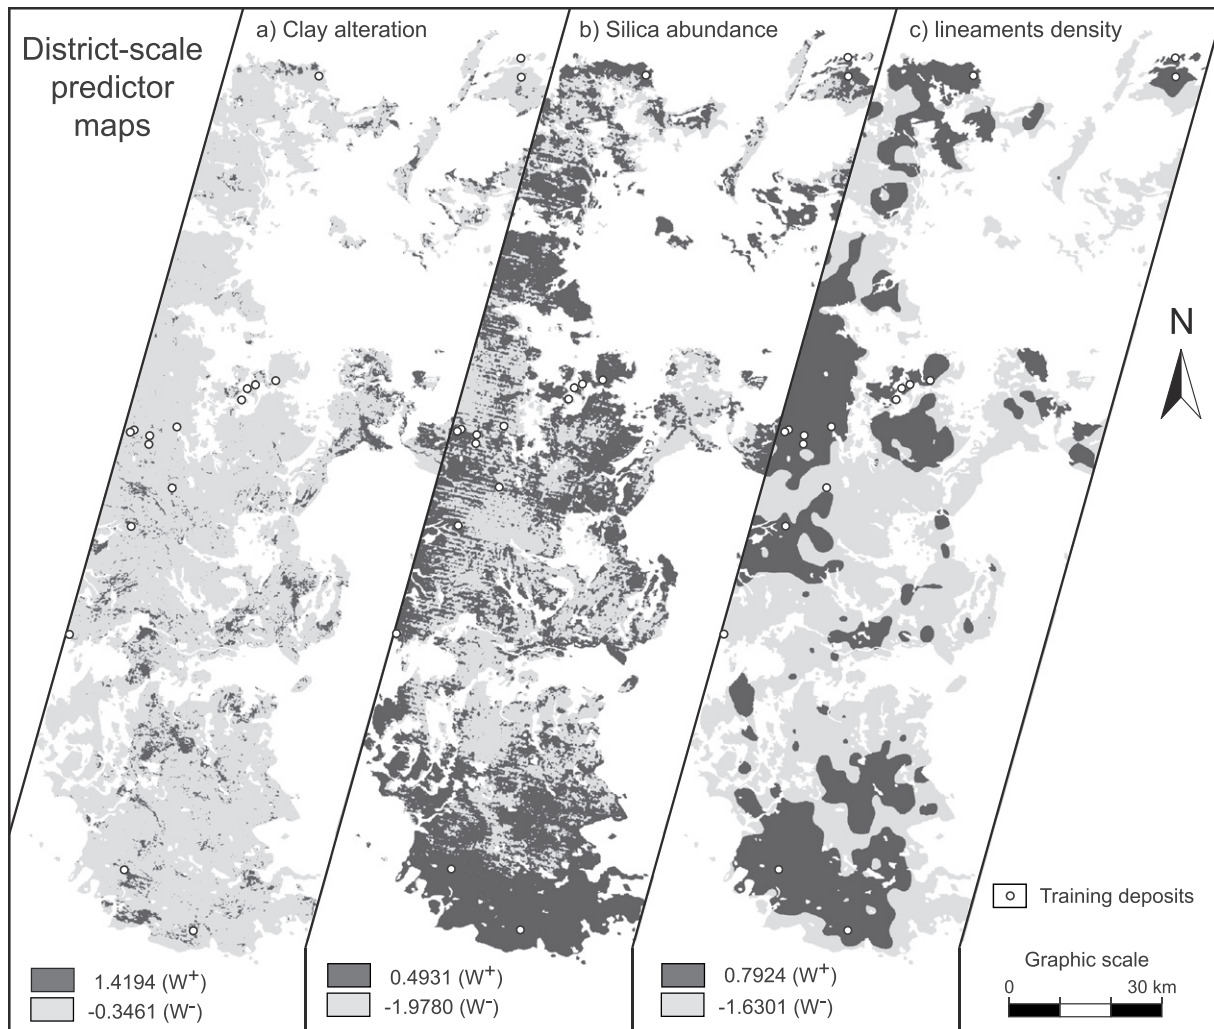 District-scale
predictor
maps
a) Clay alteration
b) Silica abundance
c) lineaments density
N
Training deposits
Graphic scale
0 30 km
1.4194 (W+)
-0.3461 (W-)
0.4931 (W+)
-1.9780 (W-)
0.7924 (W+)
-1.6301 (W-)